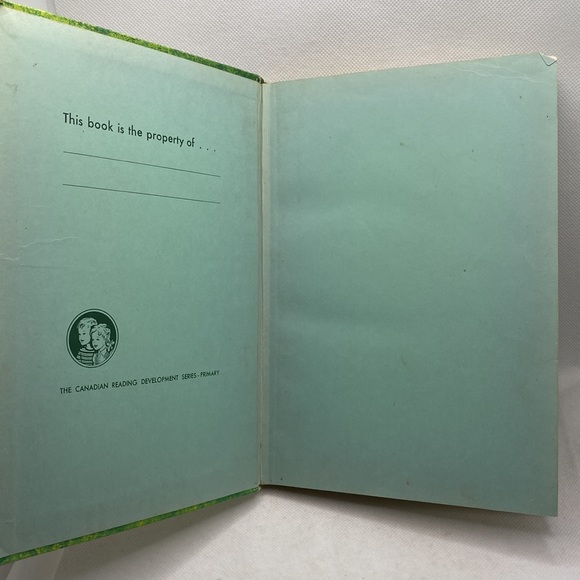 This book is the property of . . .
THE CANADIAN READING DEVELOPMENT SERIES - PRIMARY